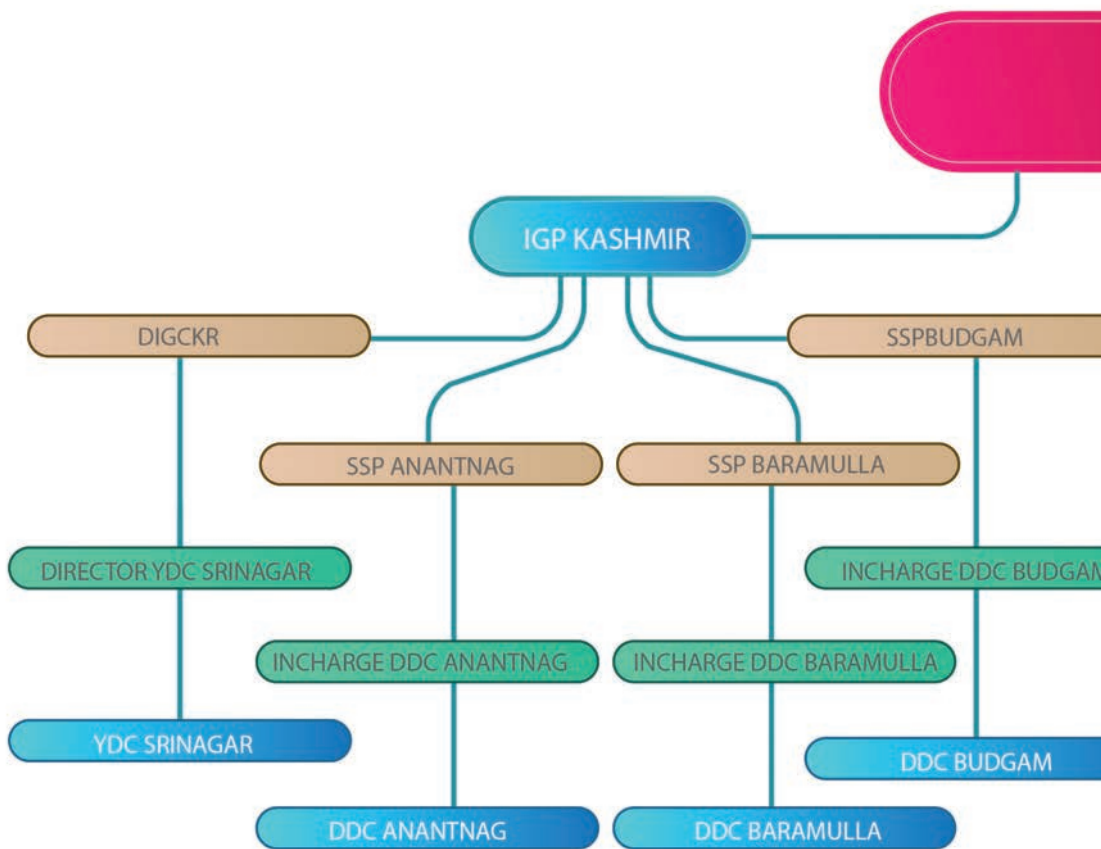 IGP KASHMIR
DIGCKR
SSPBUDGAM
SSP ANANTNAG
SSP BARAMULLA
DIRECTOR YDC SRINAGAR
INCHARGE DDC BUDGAM
INCHARGE DDC ANANTNAG
INCHARGE DDC BARAMULLA
YDC SRINAGAR
DDC BUDGAM
DDC ANANTNAG
DDC BARAMULLA